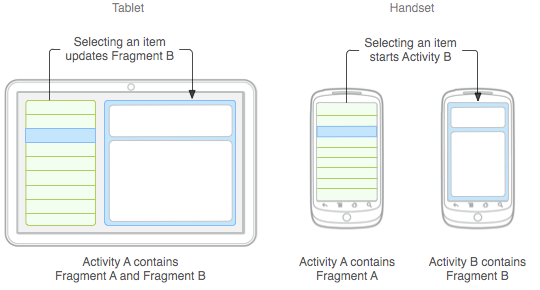 Tablet
Handset
Selecting an item
updates Fragment B
Selecting an item
starts Activity B
Activity A contains
Fragment A and Fragment B
Activity A contains
Fragment A
Activity B contains
Fragment B